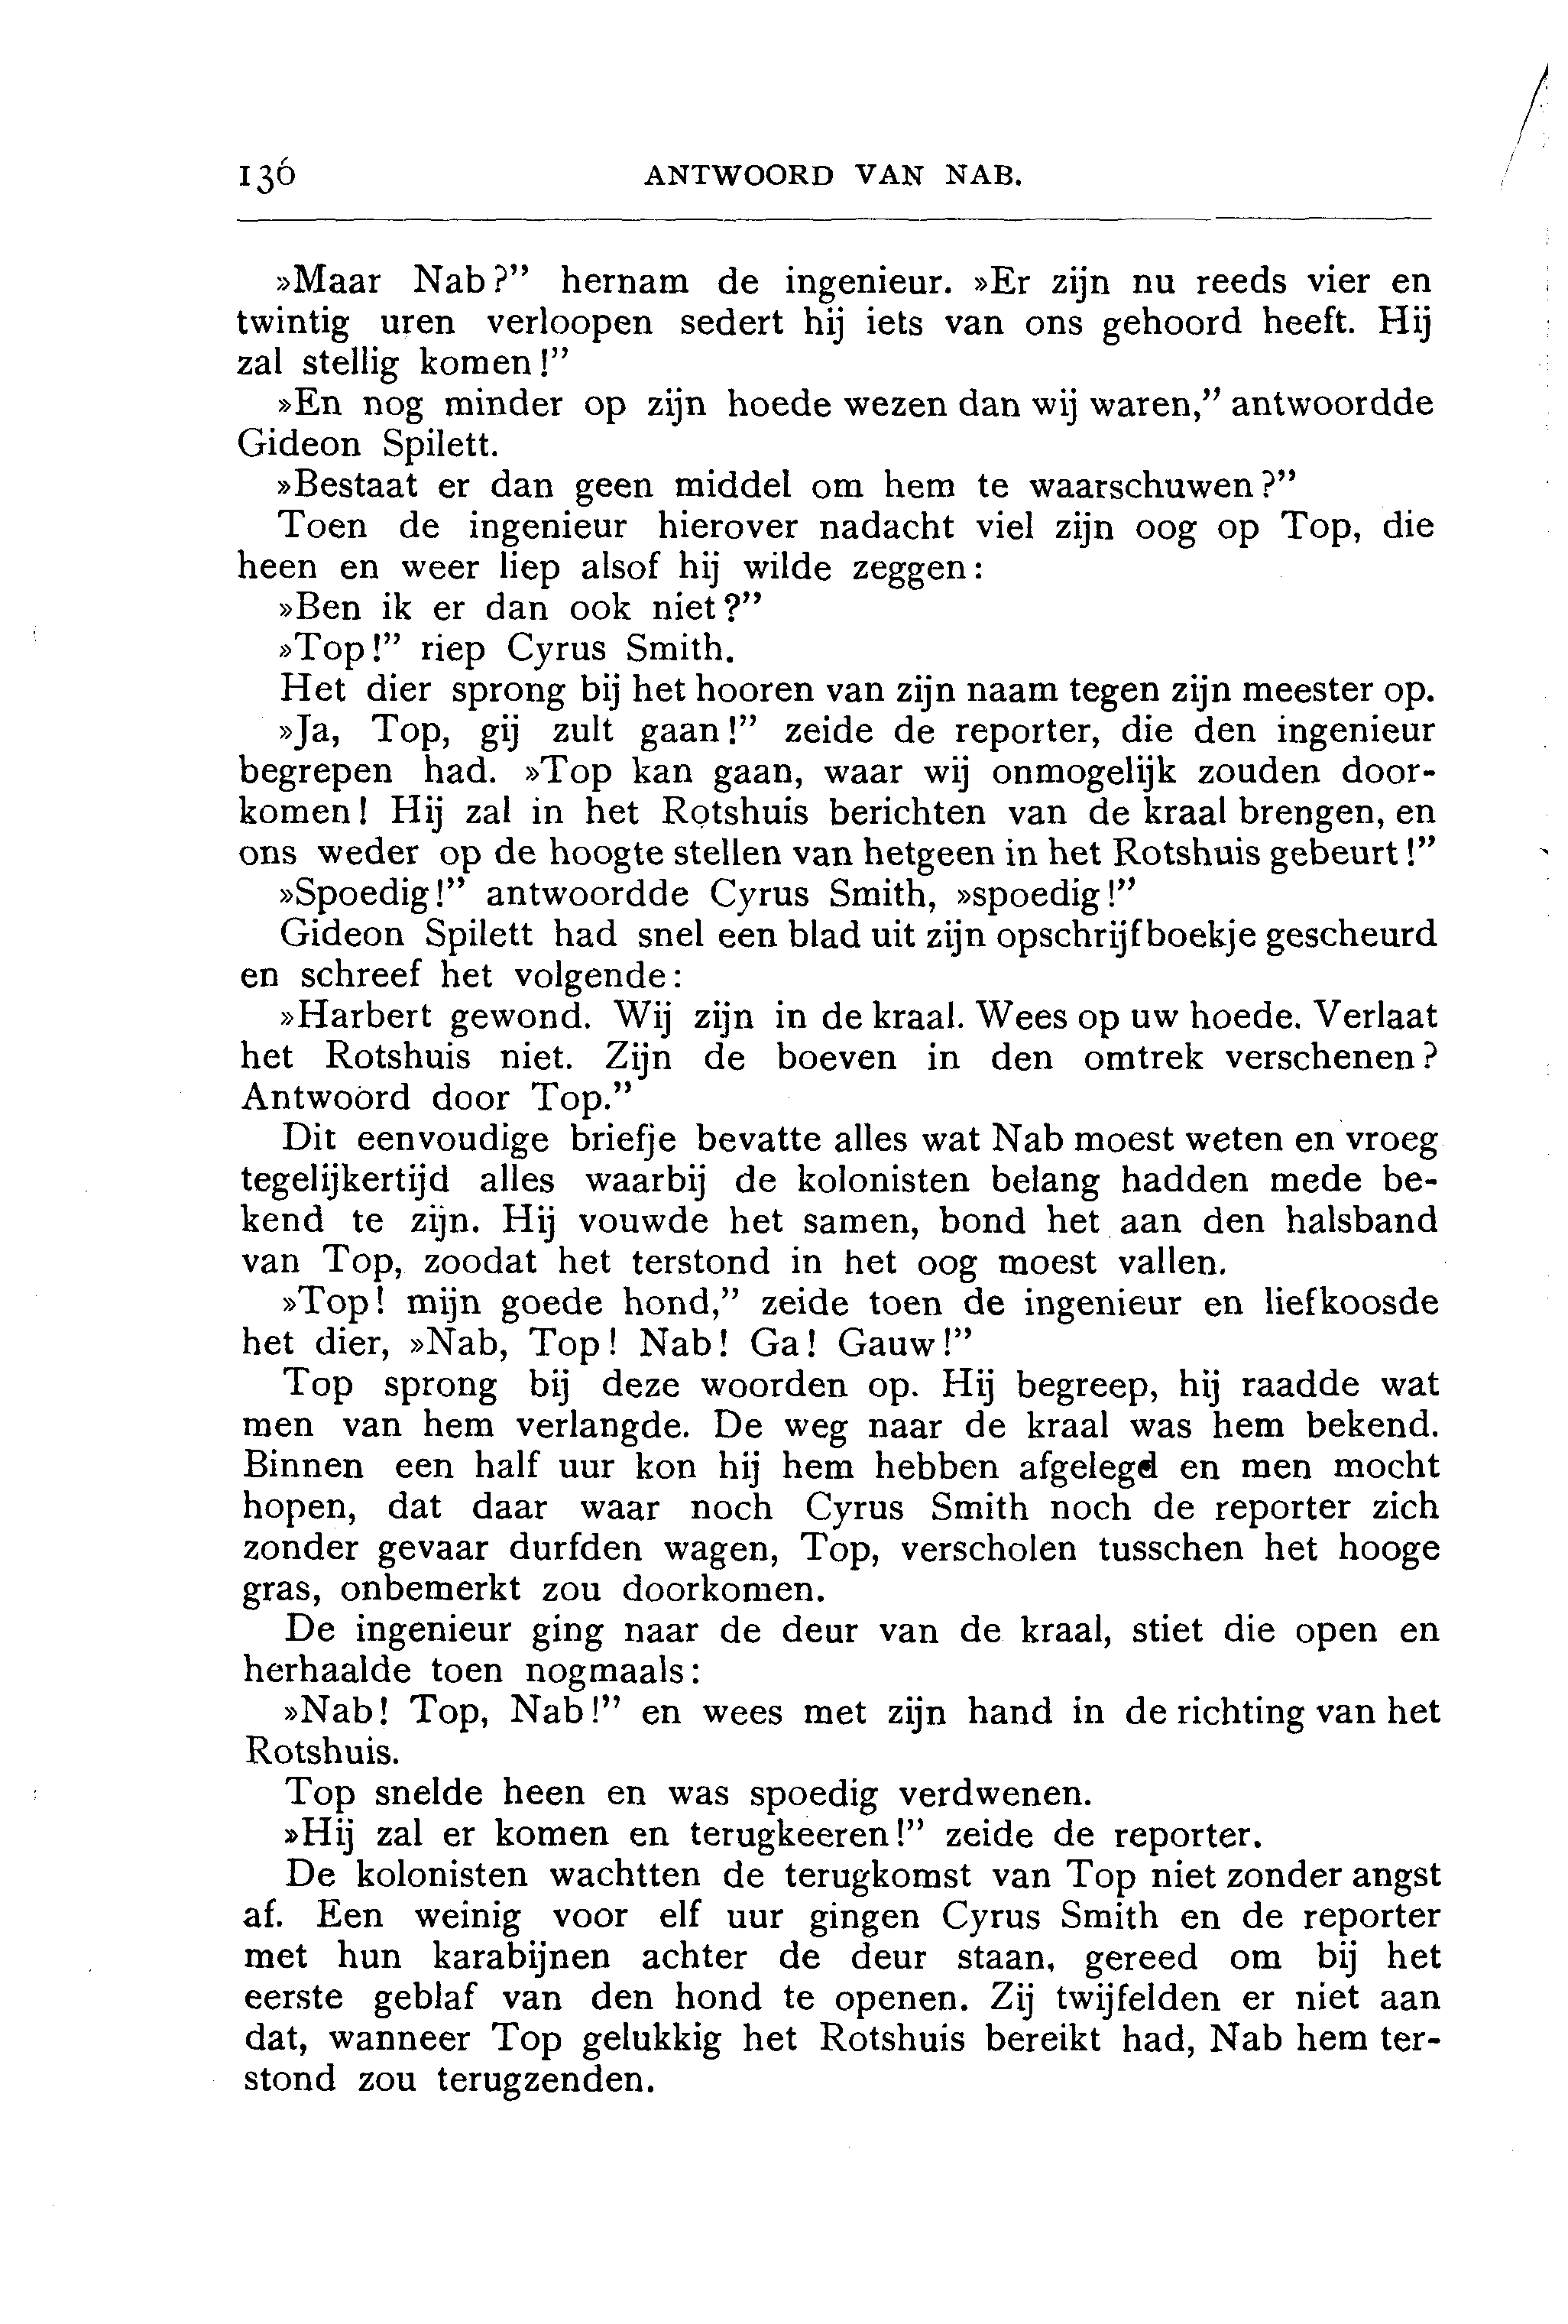 136 ANTWOORD VAN NAB.
»Maar Nab?” hernam de ingenieur. »Er zijn nu reeds vier en
twintig uren verloopen sedert hij iets van ons gehoord heeft. Hij
zal stellig komen!”
»En nog minder op zijn hoede wezen dan wij waren,” antwoordde
Gideon Spilett.
»Bestaat er dan geen middel om hem te waarschuwen?”
Toen de ingenieur hierover nadacht viel zijn oog op Top, die
heen en weer liep alsof hij wilde zeggen:
»Ben ik er dan ook niet?”
»Top!” riep Cyrus Smith.
Het dier sprong bij het hooren van zijn naam tegen zijn meester op.
»Ja, Top, gij zult gaan!” zeide de reporter, die den ingenieur
begrepen had. »Top kan gaan, waar wij onmogelijk zouden door-
komen! Hij zal in het Rotshuis berichten van de kraal brengen, en
ons weder op de hoogte stellen van hetgeen in het Rotshuis gebeurt!”
»Spoedig!” antwoordde Cyrus Smith, »spoedig!”
Gideon Spilett had snel een blad uit zijn opschrijfboekje gescheurd
en schreef het volgende:
»Harbert gewond. Wij zijn in de kraal. Wees op uw hoede. Verlaat
het Rotshuis niet. Zijn de boeven in den omtrek verschenen?
Antwoord door Top.”
Dit eenvoudige briefje bevatte alles wat Nab moest weten en vroeg
tegelijkertijd alles waarbij de kolonisten belang hadden mede be-
kend te zijn. Hij vouwde het samen, bond het aan den halsband
van Top, zoodat het terstond in het oog moest vallen.
»Top! mijn goede hond,” zeide toen de ingenieur en liefkoosde
het dier, »Nab, Top! Nab! Ga! Gauw!”
Top sprong bij deze woorden op. Hij begreep, hij raadde wat
men van hem verlangde. De weg naar de kraal was hem bekend.
Binnen een half uur kon hij hem hebben afgelegd en men mocht
hopen, dat daar waar noch Cyrus Smith noch de reporter zich
zonder gevaar durfden wagen, Top, verscholen tusschen het hooge
gras, onbemerkt zou doorkomen.
De ingenieur ging naar de deur van de kraal, stiet die open en
herhaalde toen nogmaals:
»Nab! Top, Nab!” en wees met zijn hand in de richting van het
Rotshuis.
Top snelde heen en was spoedig verdwenen.
»Hij zal er komen en terugkeeren!” zeide de reporter.
De kolonisten wachtten de terugkomst van Top niet zonder angst
af. Een weinig voor elf uur gingen Cyrus Smith en de reporter
met hun karabijnen achter de deur staan, gereed om bij het
eerste geblaf van den hond te openen. Zij twijfelden er niet aan
dat, wanneer Top gelukkig het Rotshuis bereikt had, Nab hem ter-
stond zou terugzenden.